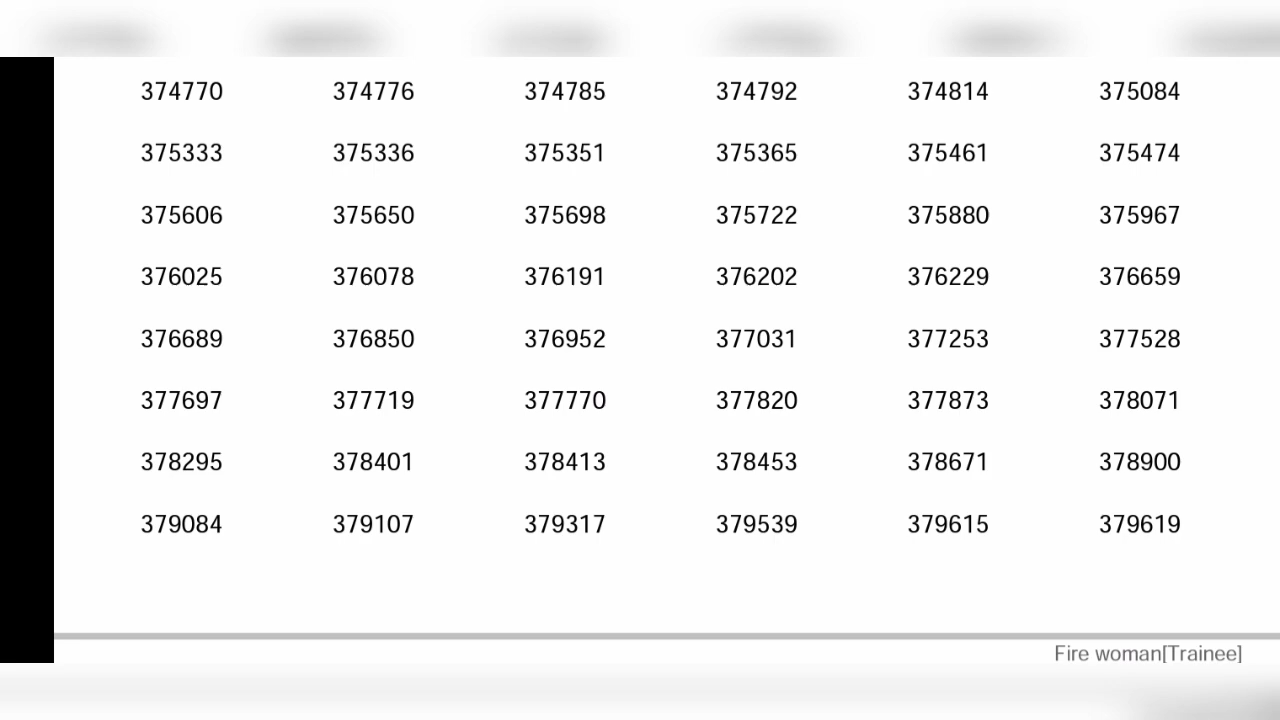 374770 374776 374785 374792 374814 375084
375333 375336 375351 375365 375461 375474
375606 375650 375698 375722 375880 375967
376025 376078 376191 376202 376229 376659
376689 376850 376952 377031 377253 377528
377697 377719 377770 377820 377873 378071
378295 378401 378413 378453 378671 378900
379084 379107 379317 379539 379615 379619
Fire woman[Trainee]